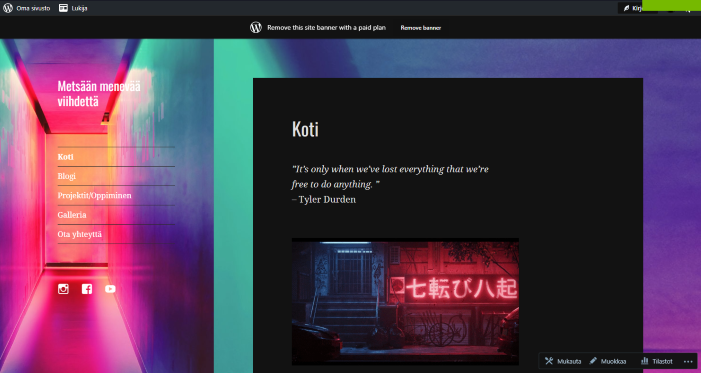 Oma sivusto
Lukija
Remove this site banner with a paid plan
Remove banner
Metsään menevää
viihdettä
Koti
Blogi
Projektit/Oppiminen
Galleria
Ota yhteyttä
Koti
"It's only when we've lost everything that we're
free to do anything. "
– Tyler Durden
七転び八起
Mukauta
Muokkaa
Tilastot